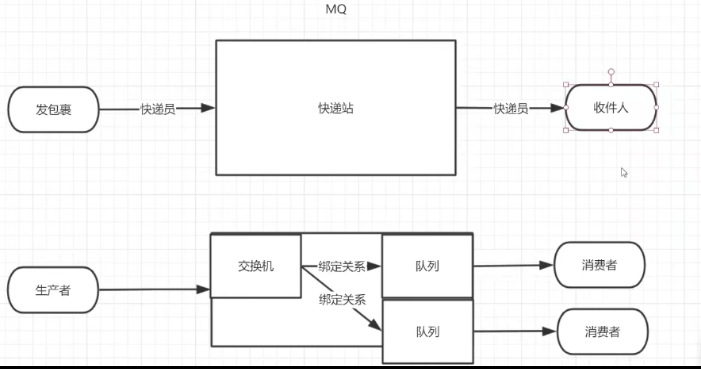 MQ
发包裹
快递员
快递站
快递员
收件人
生产者
交换机
绑定关系
队列
消费者
绑定关系
队列
消费者